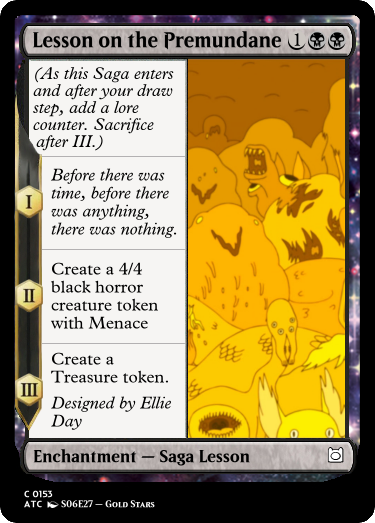 Lesson on the Premundane 1
(As this Saga enters
and after your draw
step, add a lore
counter. Sacrifice
after III.)
I
Before there was
time, before there
was anything,
there was nothing.
II
Create a 4/4
black horror
creature token
with Menace
III
Create a
Treasure token.
Designed by Ellie
Day
Enchantment — Saga Lesson
C 0153
ATC S06E27 — Gold Stars